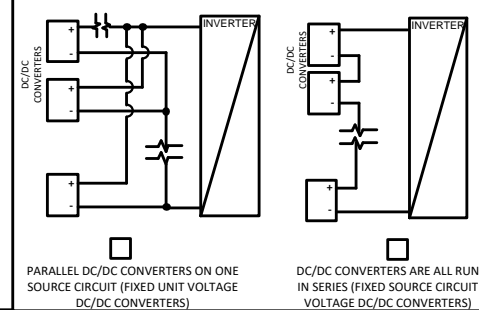 DC/DC
CONVERTERS
+
-
+
-
+
-
INVERTER
PARALLEL DC/DC CONVERTERS ON ONE
SOURCE CIRCUIT (FIXED UNIT VOLTAGE
DC/DC CONVERTERS)
DC/DC
CONVERTERS
+
-
+
-
+
-
INVERTER
DC/DC CONVERTERS ARE ALL RUN
IN SERIES (FIXED SOURCE CIRCUIT
VOLTAGE DC/DC CONVERTERS)